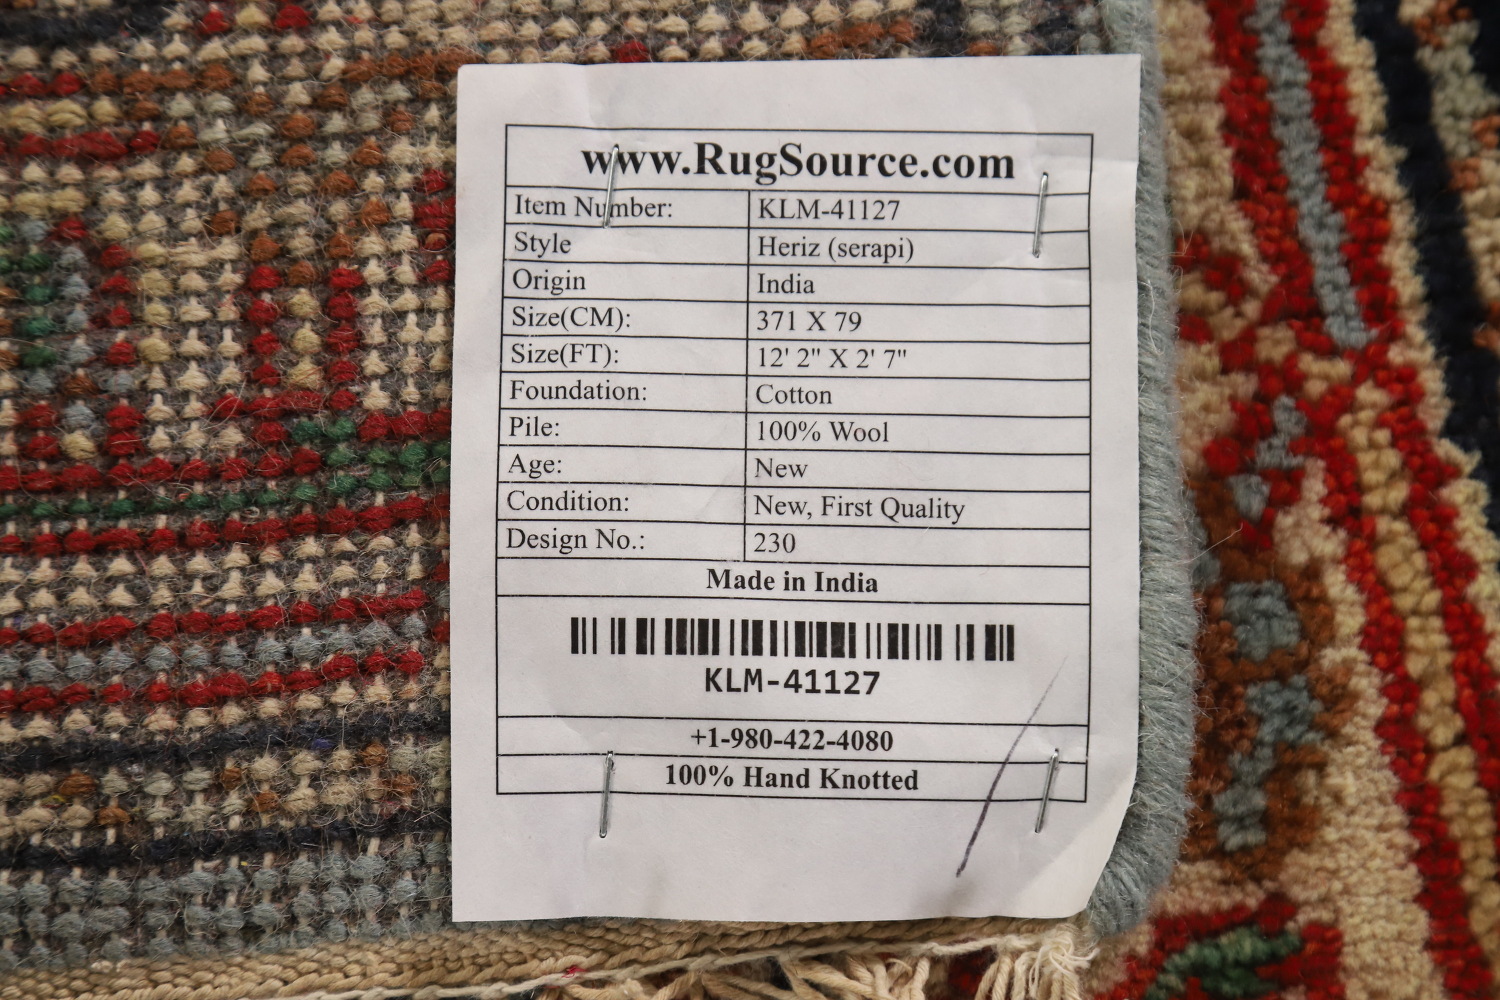 www.RugSource.com
Item Number: KLM-41127
Style Heriz (serapi)
Origin India
Size(CM): 371 X 79
Size(FT): 12' 2" X 2' 7"
Foundation: Cotton
Pile: 100% Wool
Age: New
Condition: New, First Quality
Design No.: 230
Made in India
KLM-41127
+1-980-422-4080
100% Hand Knotted